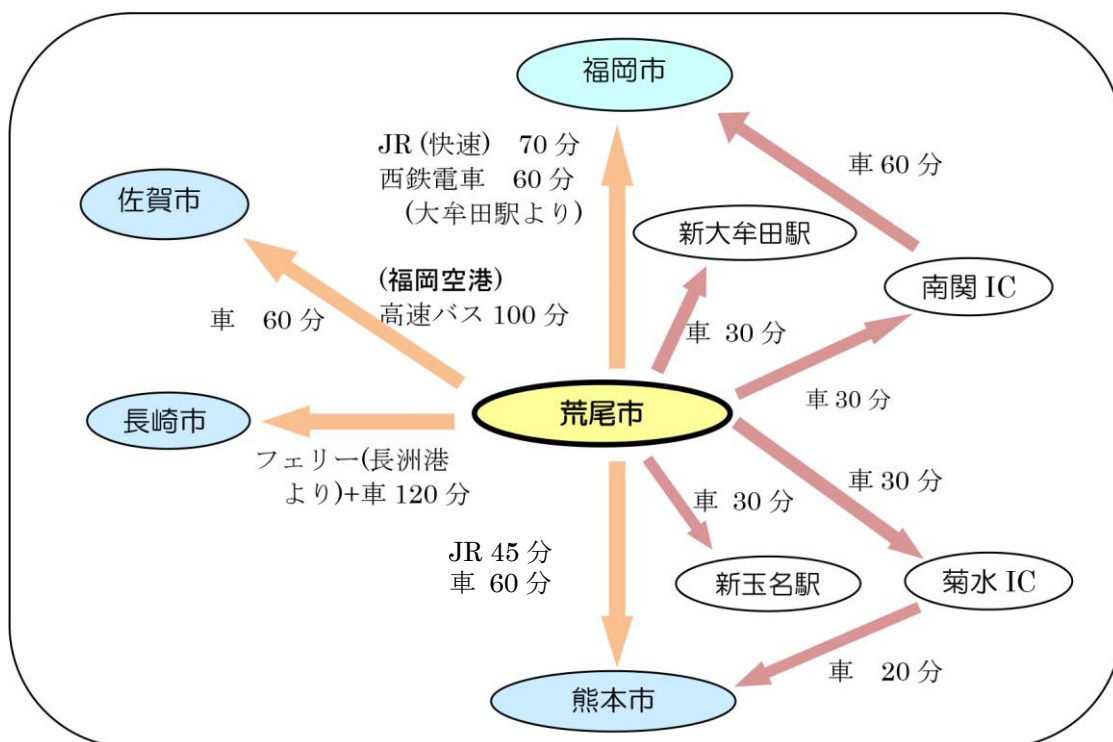 福岡市
JR (快速)　70 分
西鉄電車　60 分
(大牟田駅より)
車 60 分
佐賀市
新大牟田駅
南関 IC
(福岡空港)
高速バス 100 分
車　60 分
車 30 分
車 30 分
長崎市
荒尾市
フェリー(長洲港
より)+車 120 分
車 30 分
車 30 分
JR 45 分
車 60 分
新玉名駅
菊水 IC
車　20 分
熊本市